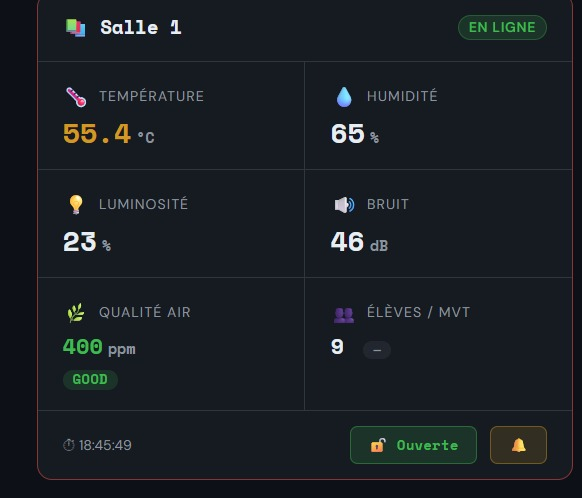 Salle 1
EN LIGNE
TEMPÉRATURE
55.4 °C
HUMIDITÉ
65 %
LUMINOSITÉ
23 %
BRUIT
46 dB
QUALITÉ AIR
400 ppm
GOOD
ÉLÈVES / MVT
9 —
18:45:49
Ouverte